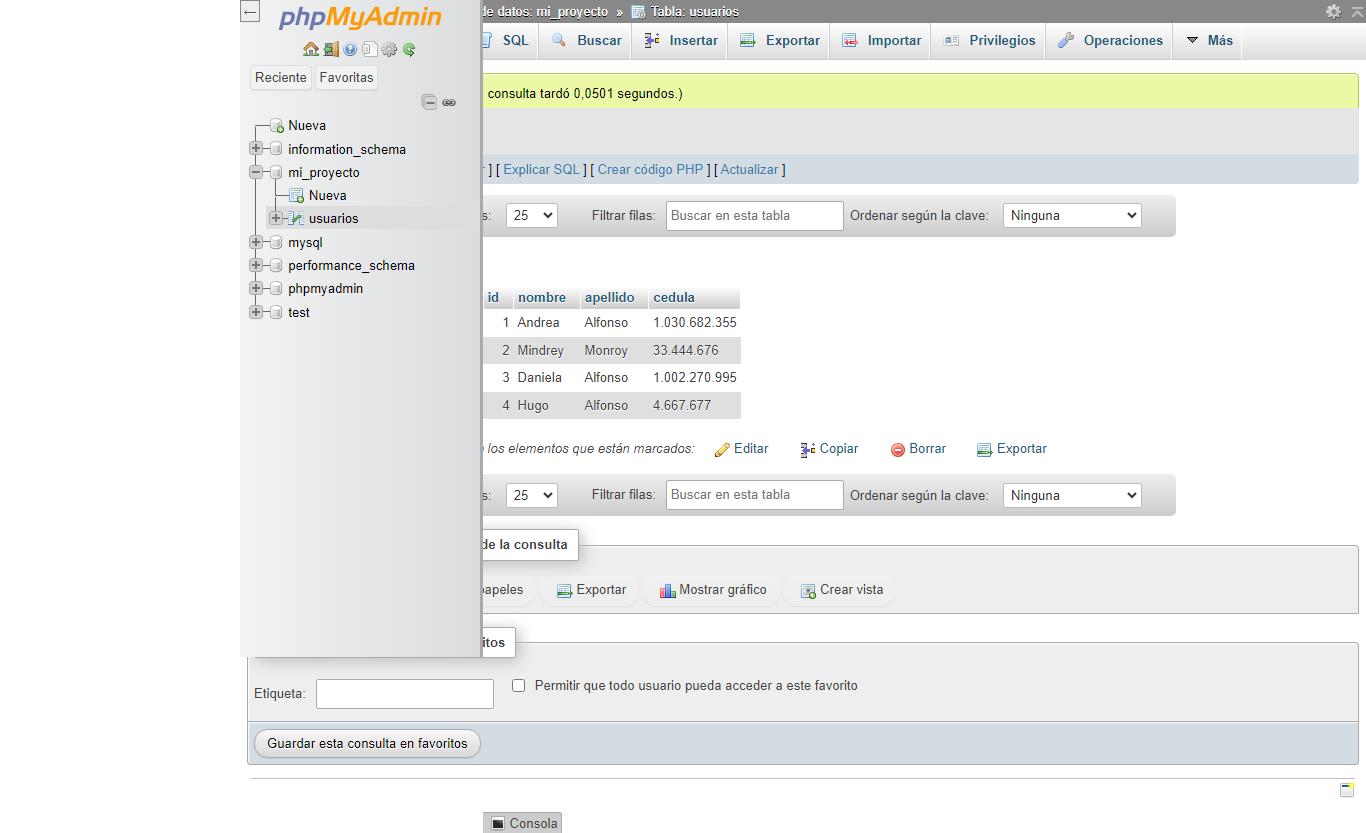 phpMyAdmin
Reciente Favoritas
Nueva
information_schema
mi_proyecto
Nueva
usuarios
mysql
performance_schema
phpmyadmin
test
de datos: mi_proyecto » Tabla: usuarios
SQL Buscar Insertar Exportar Importar Privilegios Operaciones Más
consulta tardó 0,0501 segundos.)
] [ Explicar SQL ] [ Crear código PHP ] [ Actualizar ]
25 Filtrar filas: Buscar en esta tabla Ordenar según la clave: Ninguna
id nombre apellido cedula
1 Andrea Alfonso 1.030.682.355
2 Mindrey Monroy 33.444.676
3 Daniela Alfonso 1.002.270.995
4 Hugo Alfonso 4.667.677
los elementos que están marcados: Editar Copiar Borrar Exportar
25 Filtrar filas: Buscar en esta tabla Ordenar según la clave: Ninguna
de la consulta
papeles Exportar Mostrar gráfico Crear vista
itos
Etiqueta: Permitir que todo usuario pueda acceder a este favorito
Guardar esta consulta en favoritos
Consola